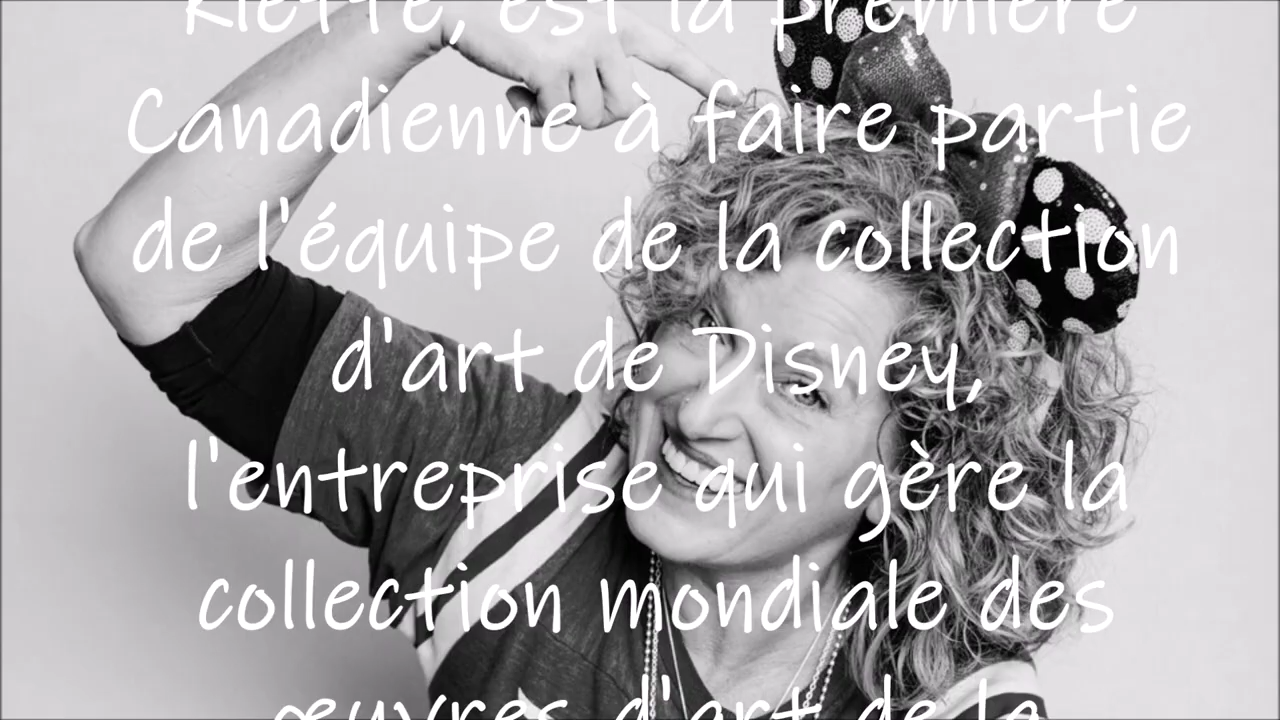 Riette, est la première
Canadienne à faire partie
de l'équipe de la collection
d'art de Disney,
l'entreprise qui gère la
collection mondiale des
œuvres d'art de la